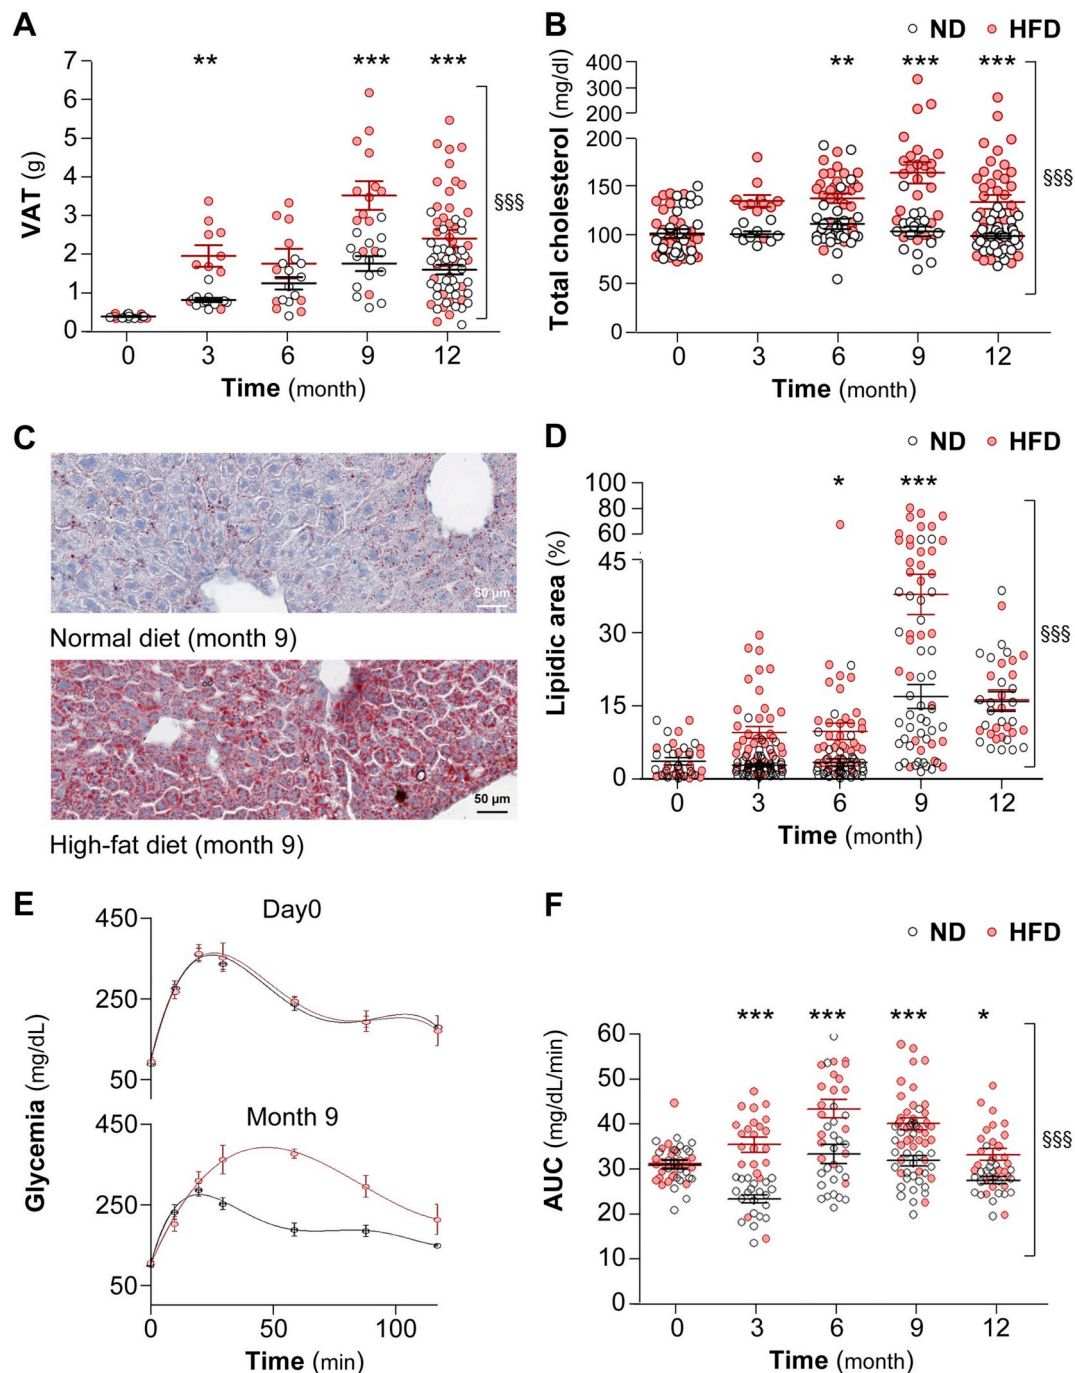 A
7
6
5
4
3
2
1
0
VAT (g)
** *** ***
§§§
0 3 6 9 12
Time (month)
B
ND HFD
400
300
200
200
150
100
50
0
Total cholesterol (mg/dl)
** *** ***
§§§
0 3 6 9 12
Time (month)
C
50 µm
Normal diet (month 9)
50 µm
High-fat diet (month 9)
D
ND HFD
100
80
60
45
30
15
0
Lipidic area (%)
* ***
§§§
0 3 6 9 12
Time (month)
E
Day0
450
250
50
Month 9
450
250
50
Glycemia (mg/dL)
0 50 100
Time (min)
F
ND HFD
60
50
40
30
20
10
0
AUC (mg/dL/min)
*** *** *** *
§§§
0 3 6 9 12
Time (month)